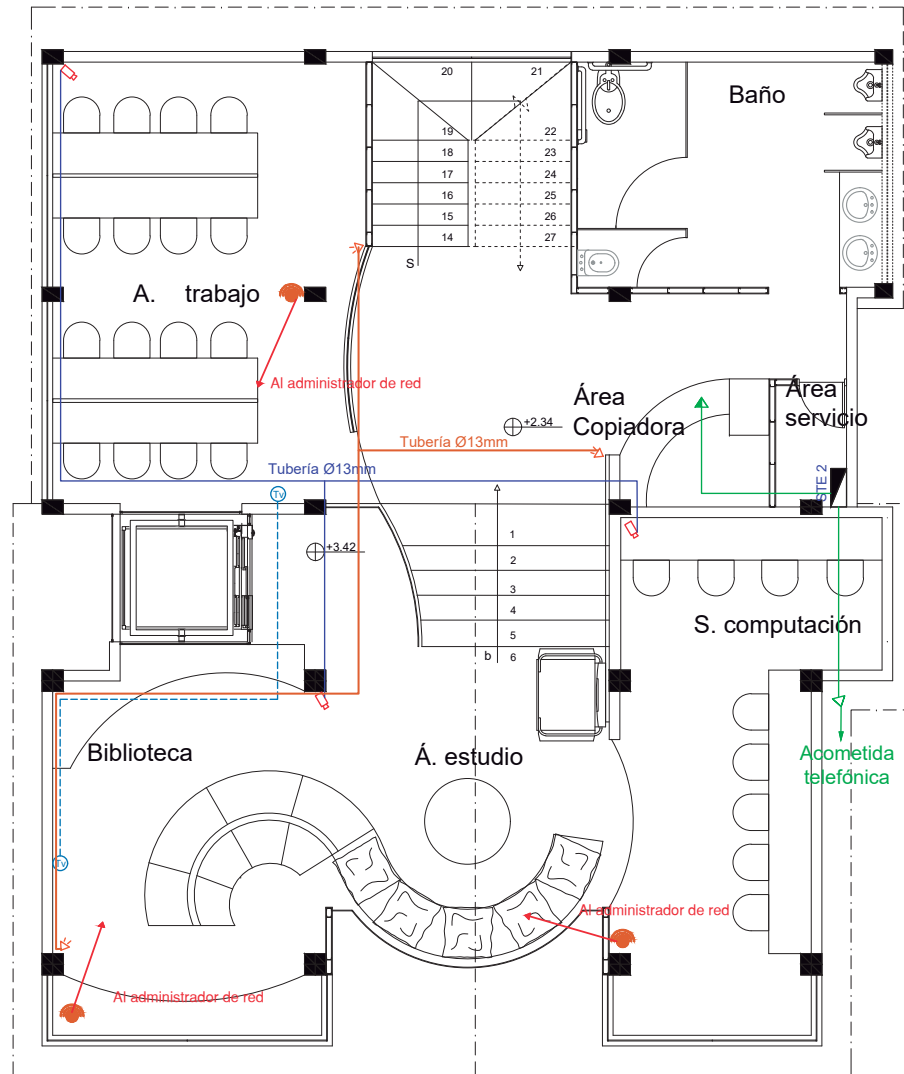 20
21
Baño
19
22
18
23
17
24
16
25
15
26
14
27
S
A. trabajo
Al administrador de red
Área
Copiadora
Área
servicio
+2.34
Tubería Ø13mm
Tubería Ø13mm
STE 2
Tv
+3.42
1
2
3
4
5
b
6
S. computación
Biblioteca
Á. estudio
Acometida
telefónica
Tv
Al administrador de red
Al administrador de red